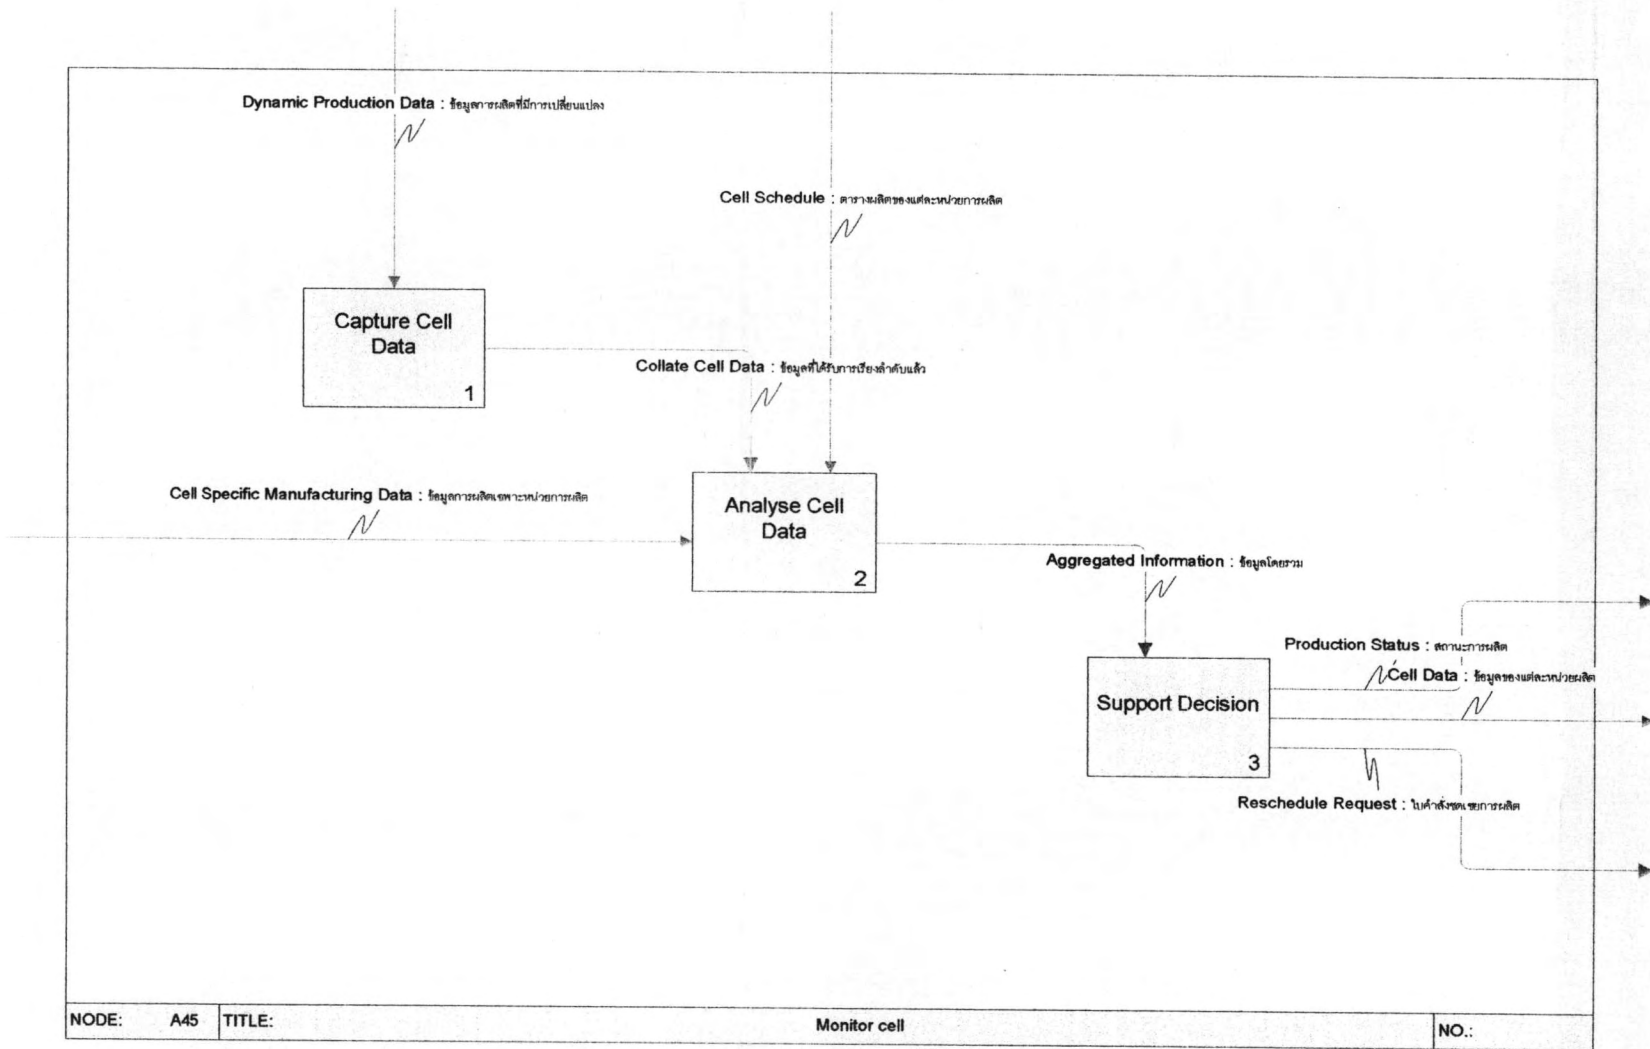 Dynamic Production Data : ข้อมูลการผลิตที่มีการเปลี่ยนแปลง
Cell Schedule : ตารางผลิตของแต่ละหน่วยการผลิต
Capture Cell
Data
1
Collate Cell Data : ข้อมูลที่ได้รับการเรียงลำดับแล้ว
Cell Specific Manufacturing Data : ข้อมูลการผลิตเฉพาะหน่วยการผลิต
Analyse Cell
Data
2
Aggregated Information : ข้อมูลโดยรวม
Production Status : สถานะการผลิต
Cell Data : ข้อมูลของแต่ละหน่วยผลิต
Support Decision
3
Reschedule Request : ใบคำสั่งชดเชยการผลิต
NODE: A45 TITLE: Monitor cell NO.: